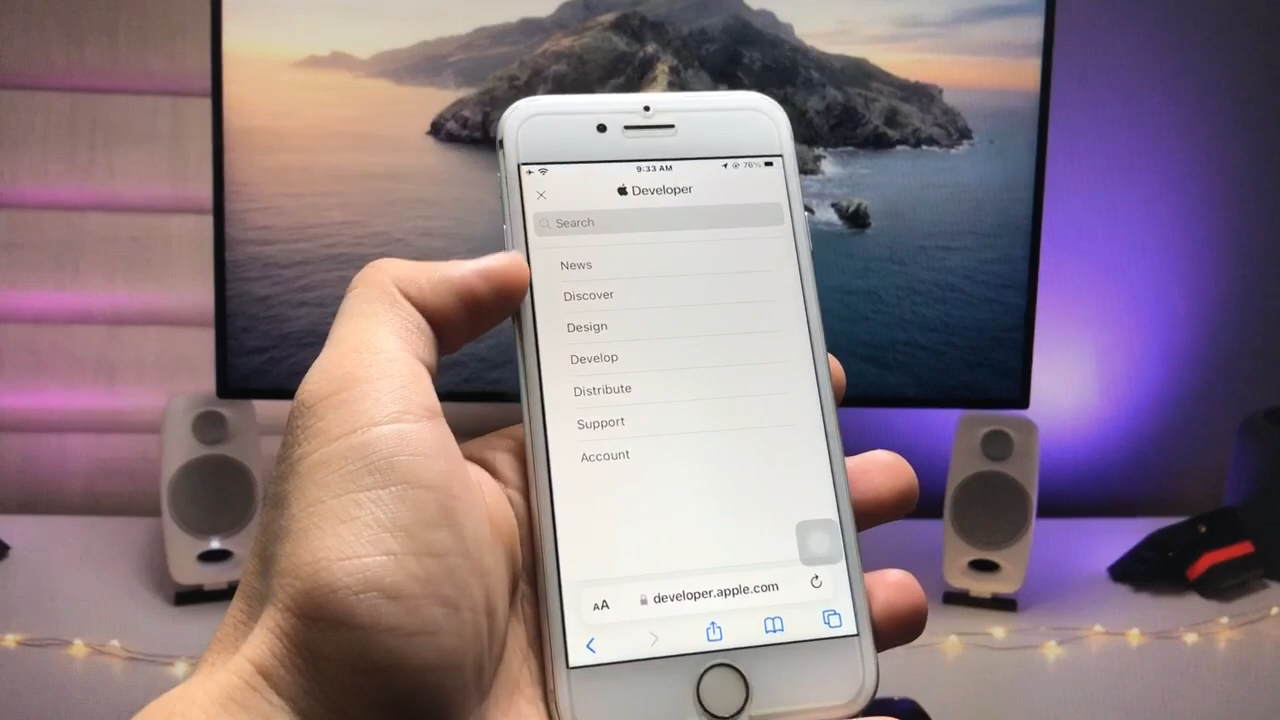 9:33 AM
76%
Developer
Search
News
Discover
Design
Develop
Distribute
Support
Account
AA
developer.apple.com